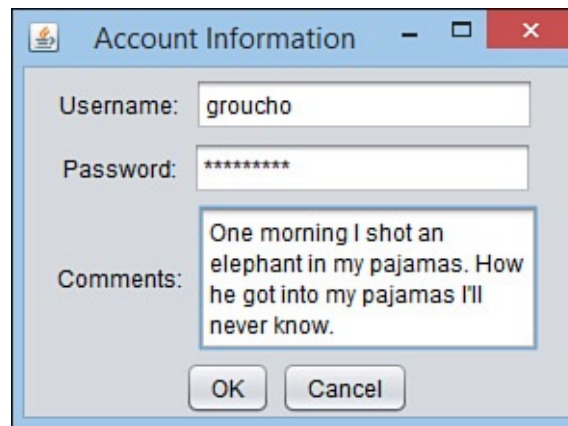 Account Information
Username: groucho
Password: *********
Comments:
One morning I shot an
elephant in my pajamas. How
he got into my pajamas I'll
never know.
OK Cancel